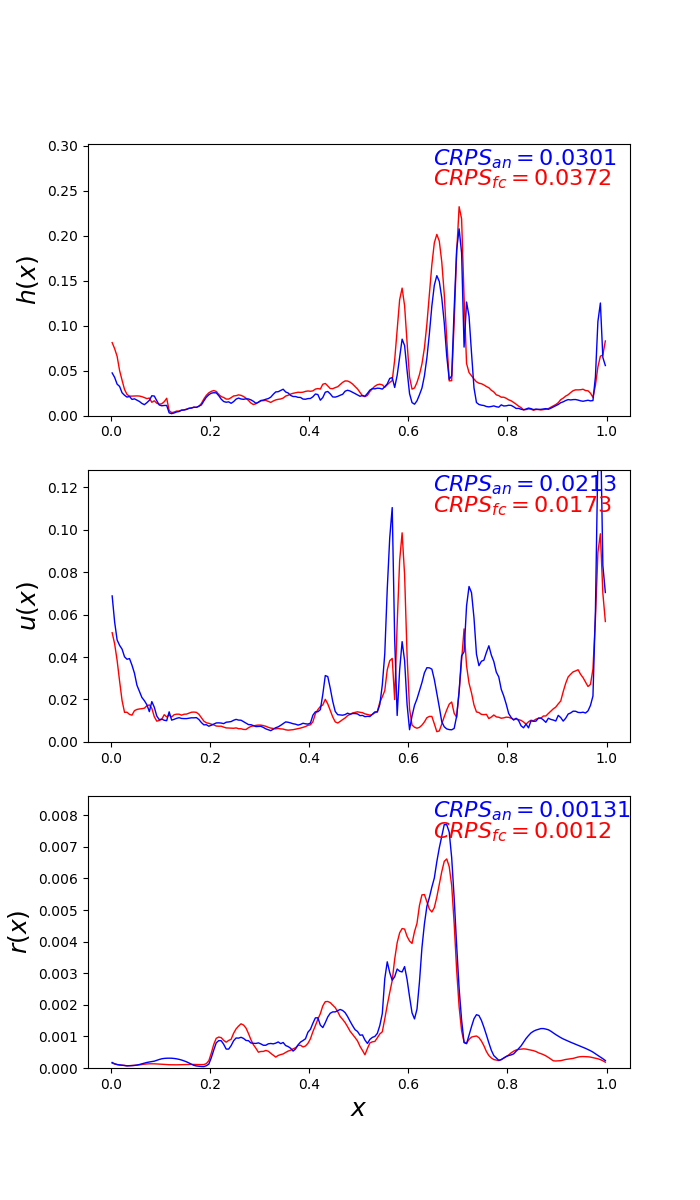 0.30
0.25
0.20
0.15
0.10
0.05
0.00
h(x)
CRPS_an = 0.0301
CRPS_fc = 0.0372
0.0 0.2 0.4 0.6 0.8 1.0
0.12
0.10
0.08
0.06
0.04
0.02
0.00
u(x)
CRPS_an = 0.0213
CRPS_fc = 0.0173
0.0 0.2 0.4 0.6 0.8 1.0
0.008
0.007
0.006
0.005
0.004
0.003
0.002
0.001
0.000
r(x)
CRPS_an = 0.00131
CRPS_fc = 0.0012
0.0 0.2 0.4 0.6 0.8 1.0
x